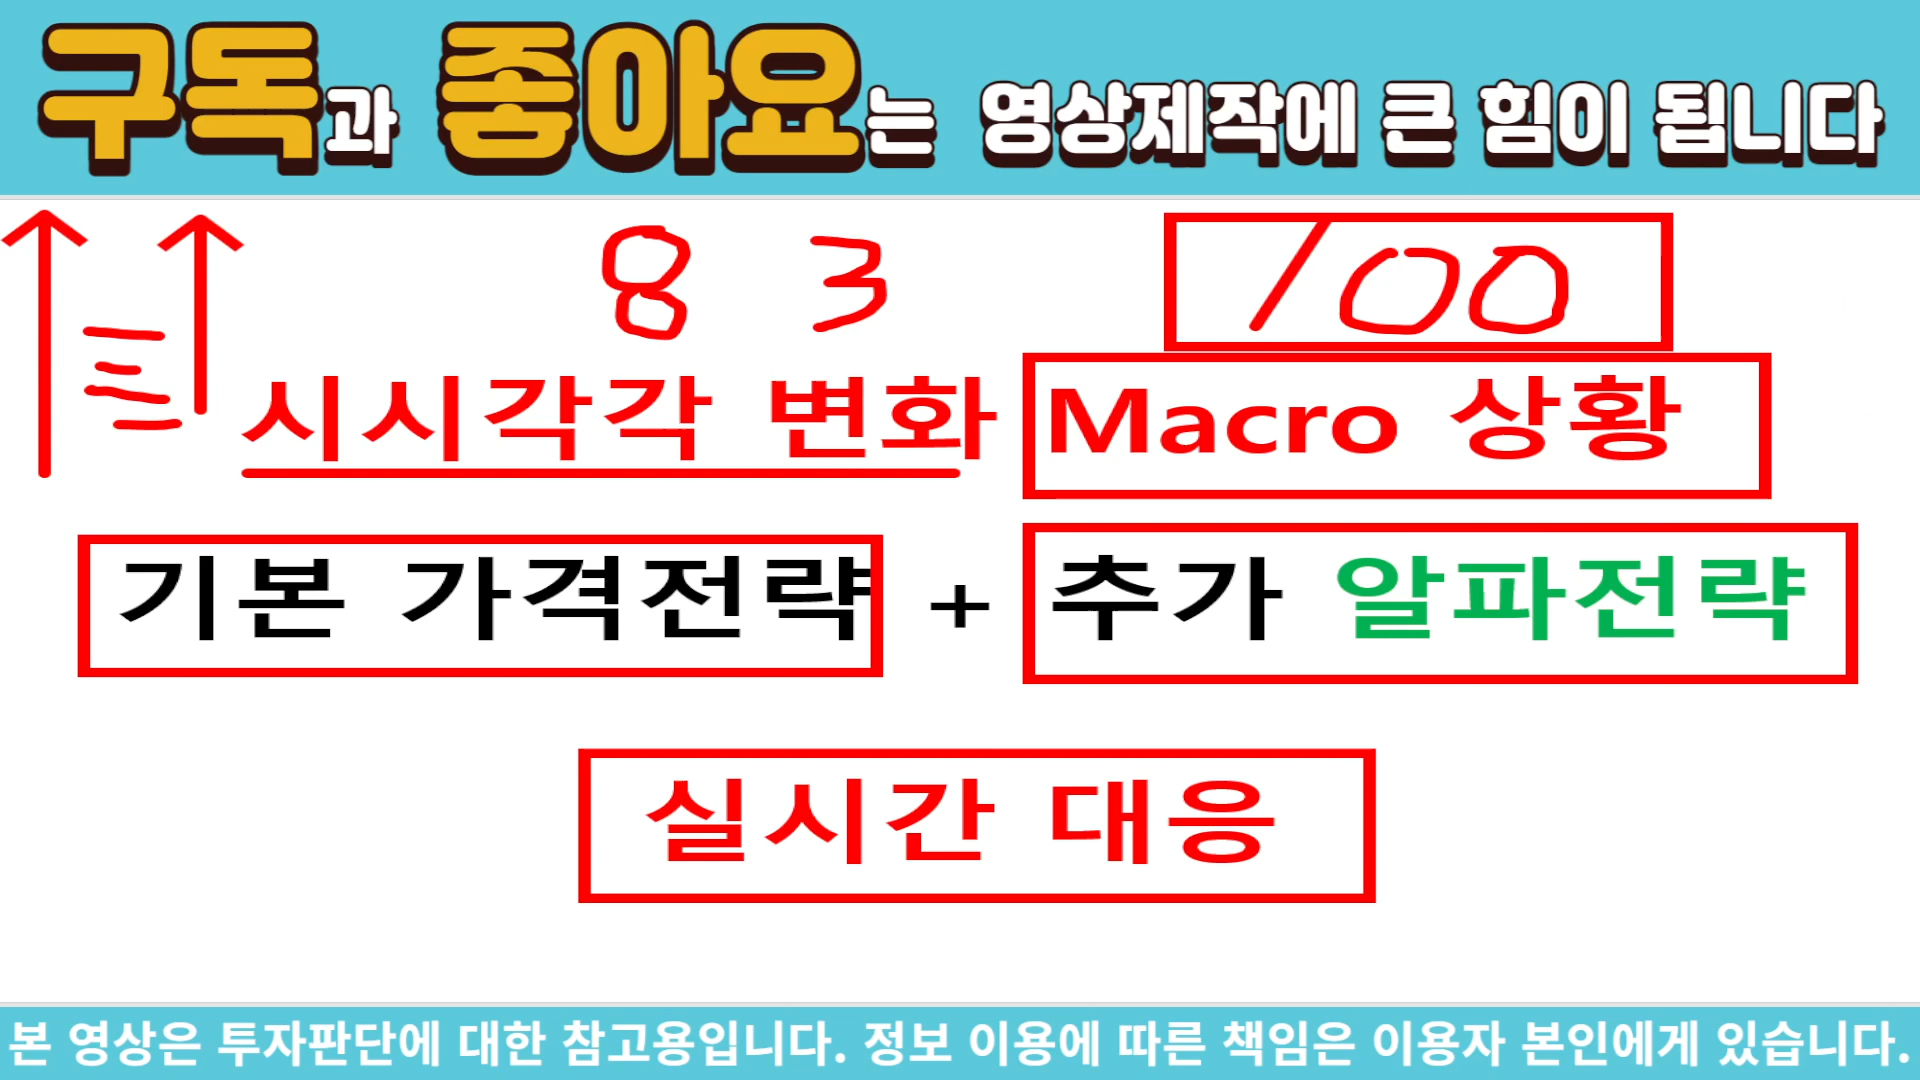 구독과 좋아요는 영상제작에 큰 힘이 됩니다
8 3 100
시시각각 변화 Macro 상황
기본 가격전략 + 추가 알파전략
실시간 대응
본 영상은 투자판단에 대한 참고용입니다. 정보 이용에 따른 책임은 이용자 본인에게 있습니다.